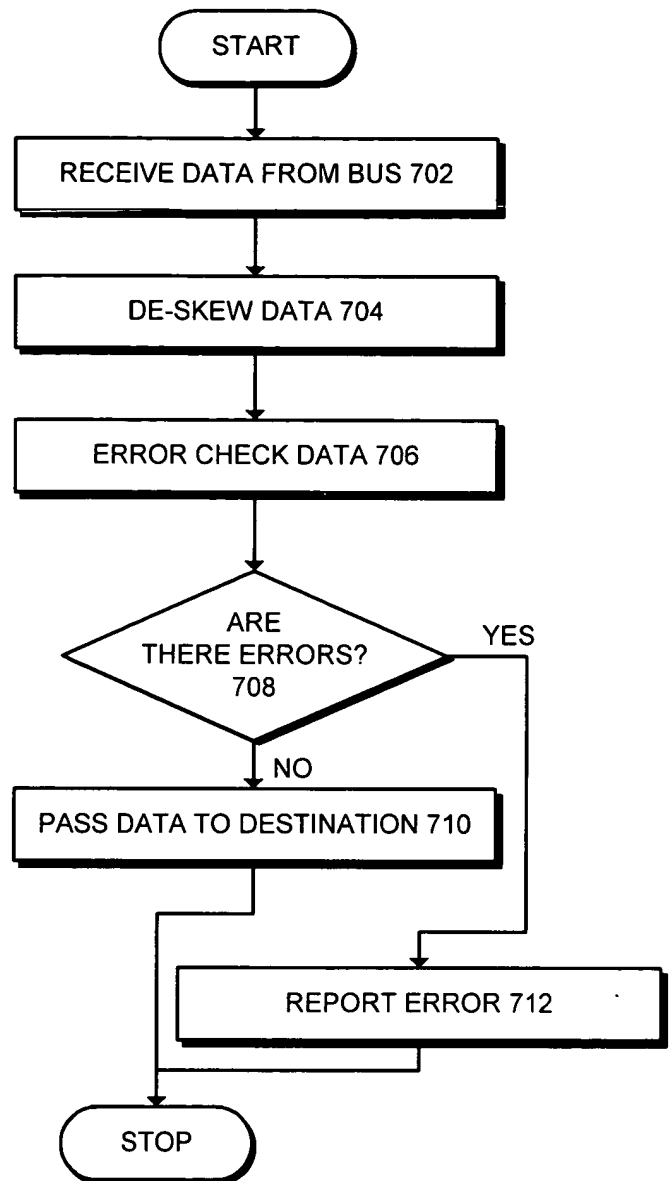 START
RECEIVE DATA FROM BUS 702
DE-SKEW DATA 704
ERROR CHECK DATA 706
ARE
THERE ERRORS?
708
YES
NO
PASS DATA TO DESTINATION 710
REPORT ERROR 712
STOP